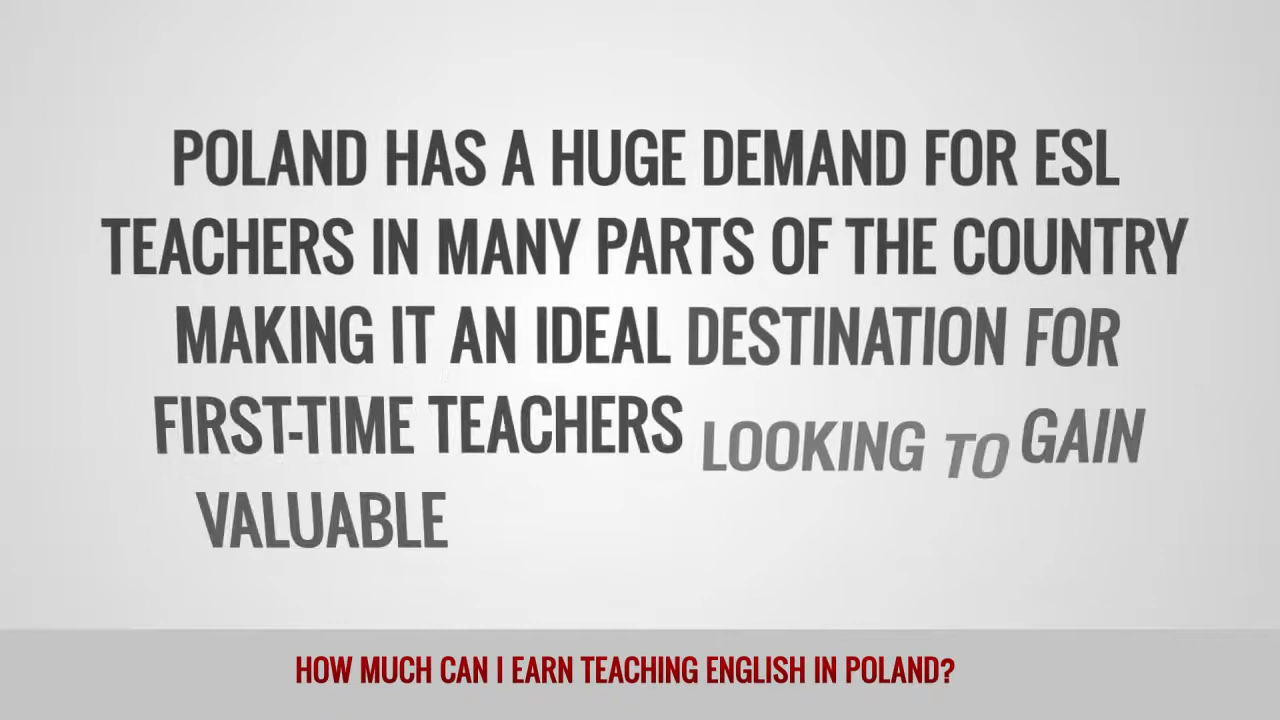 POLAND HAS A HUGE DEMAND FOR ESL
TEACHERS IN MANY PARTS OF THE COUNTRY
MAKING IT AN IDEAL DESTINATION FOR
FIRST-TIME TEACHERS LOOKING TO GAIN
VALUABLE
HOW MUCH CAN I EARN TEACHING ENGLISH IN POLAND?